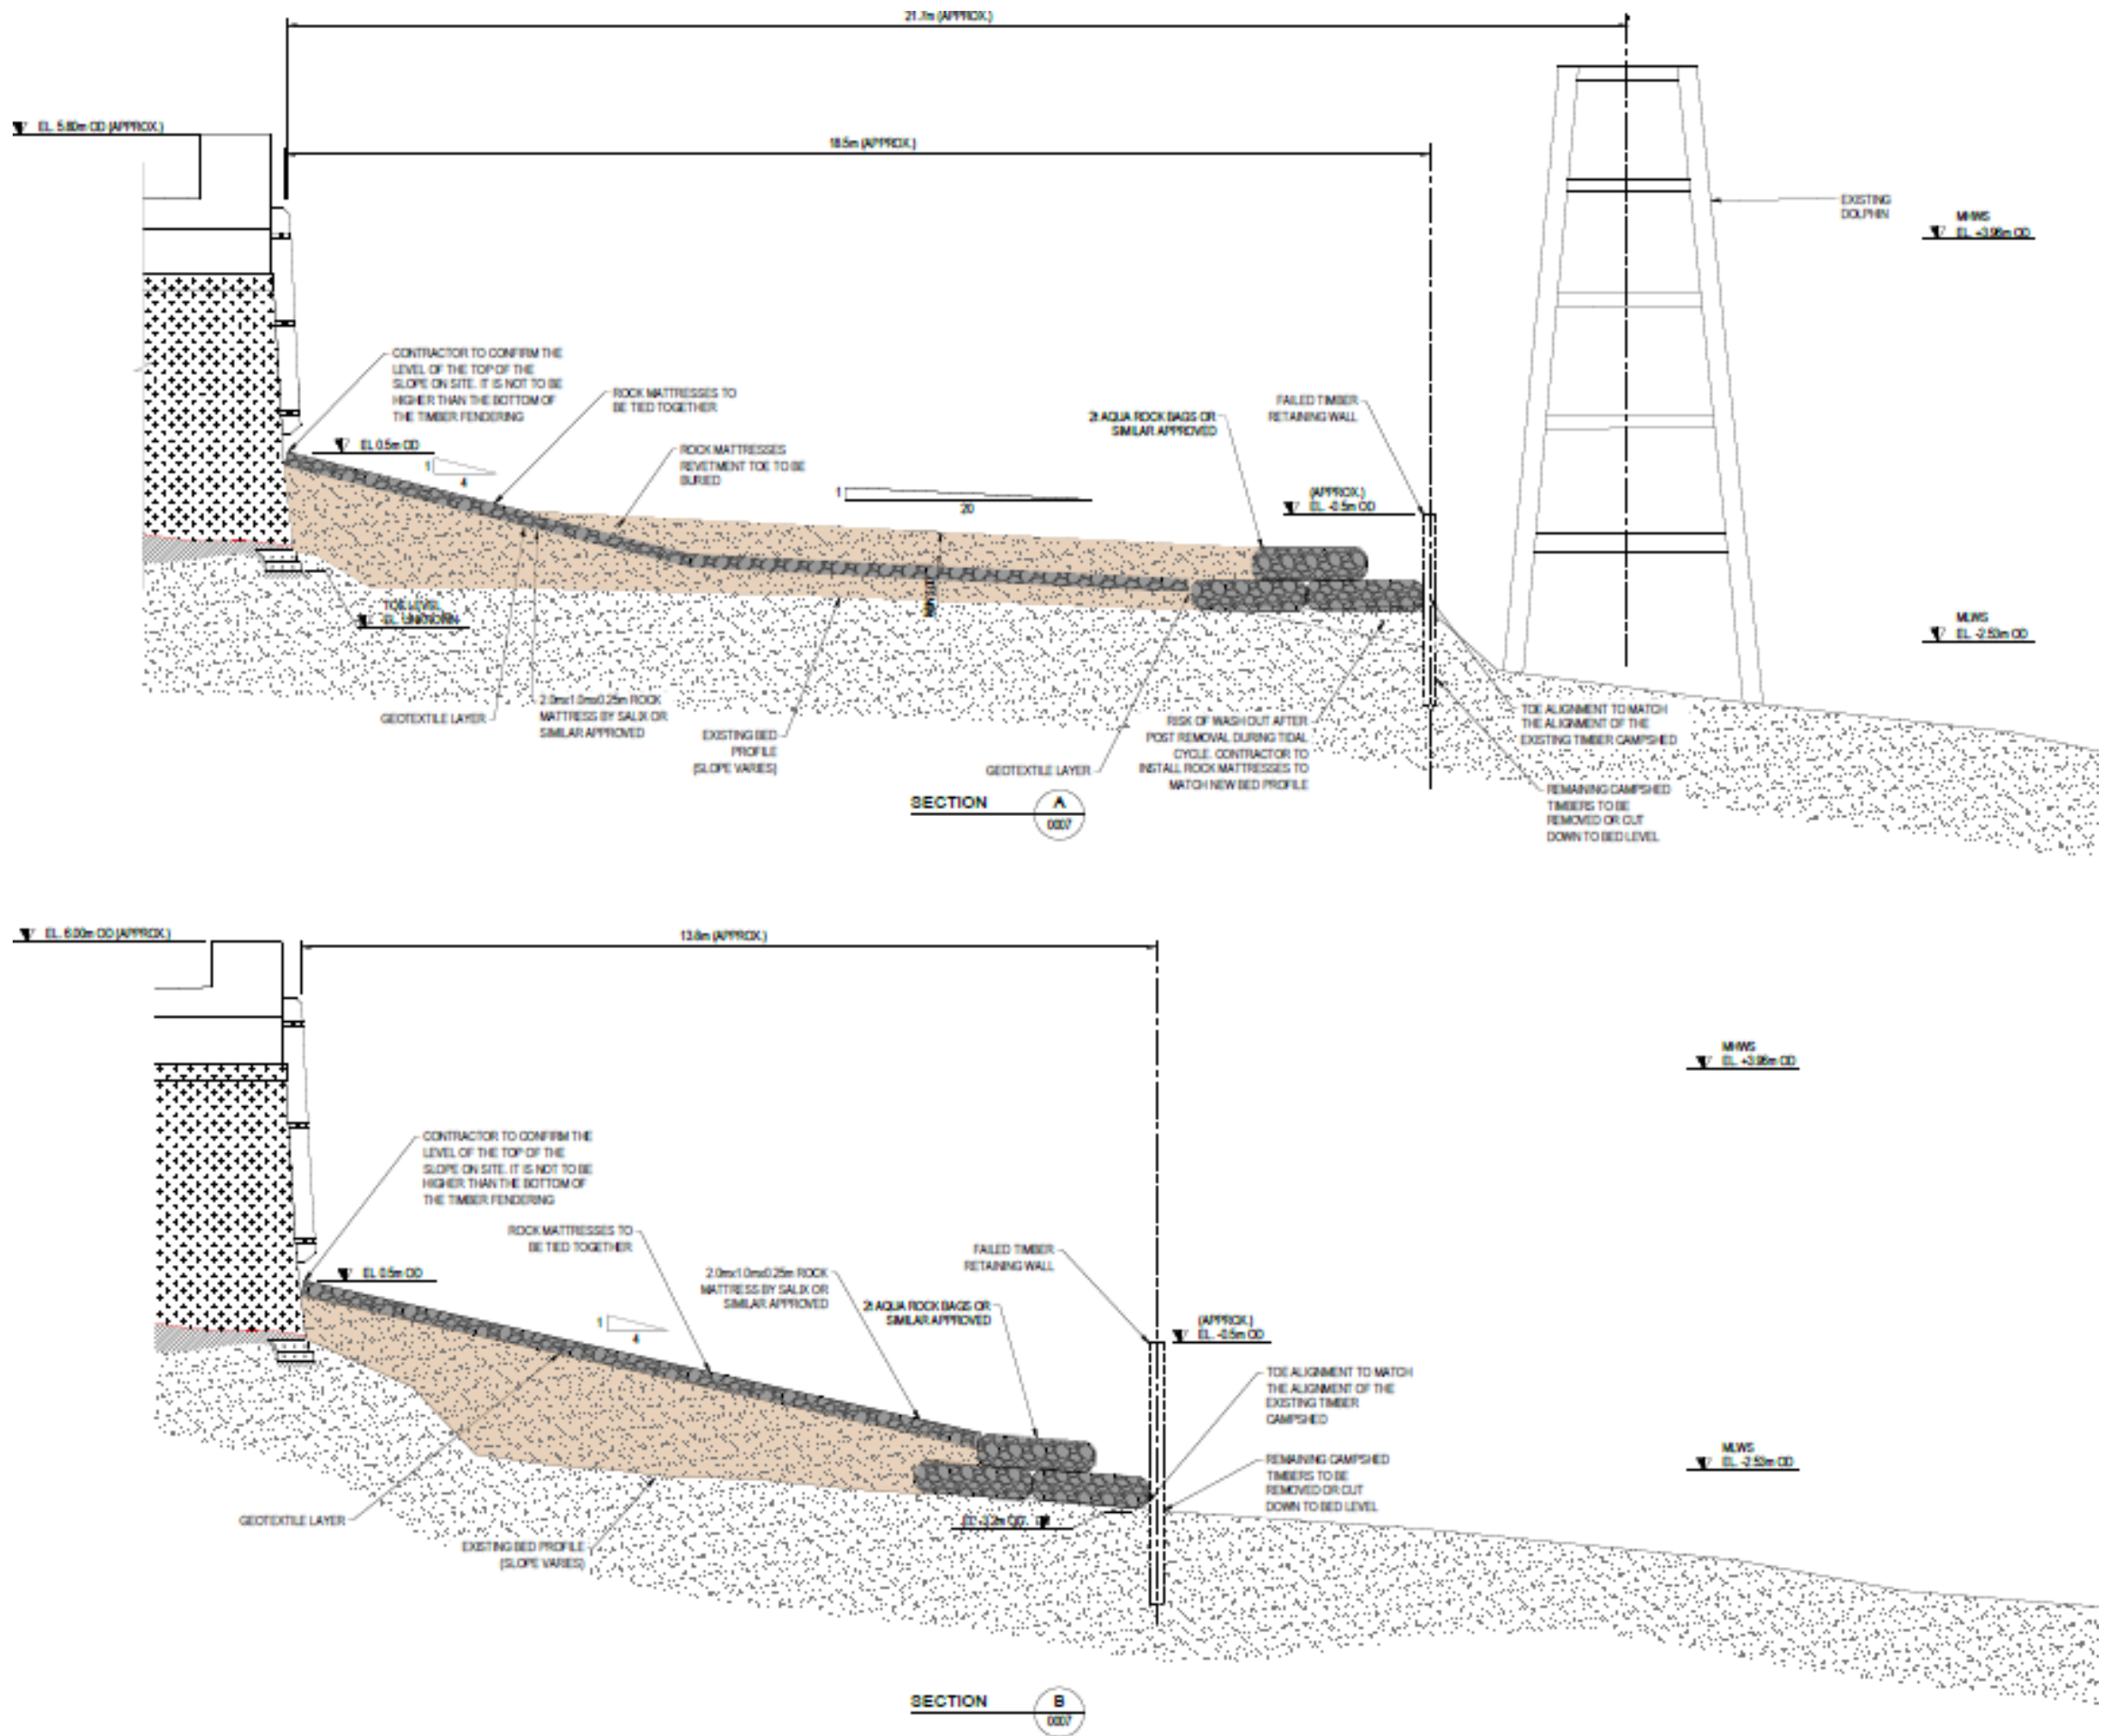 21.7m (APPROX.)
EL. 5.80m OD (APPROX.)
18.5m (APPROX.)
EXISTING
DOLPHIN
MHWS
EL. +3.96m OD
CONTRACTOR TO CONFIRM THE
LEVEL OF THE TOP OF THE
SLOPE ON SITE. IT IS NOT TO BE
HIGHER THAN THE BOTTOM OF
THE TIMBER FENDERING
ROCK MATTRESSES TO
BE TIED TOGETHER
2t AQUA ROCK BAGS OR
SIMILAR APPROVED
FAILED TIMBER
RETAINING WALL
EL 0.5m OD
1
4
ROCK MATTRESSES
REVETMENT TOE TO BE
BURIED
1
20
(APPROX.)
EL. -0.5m OD
TOE LEVEL
EL. UNKNOWN
MLWS
EL. -2.53m OD
GEOTEXTILE LAYER
2.0mx1.0mx0.25m ROCK
MATTRESS BY SALIX OR
SIMILAR APPROVED
EXISTING BED
PROFILE
(SLOPE VARIES)
GEOTEXTILE LAYER
RISK OF WASH OUT AFTER
POST REMOVAL DURING TIDAL
CYCLE. CONTRACTOR TO
INSTALL ROCK MATTRESSES TO
MATCH NEW BED PROFILE
TOE ALIGNMENT TO MATCH
THE ALIGNMENT OF THE
EXISTING TIMBER CAMPSHED
REMAINING CAMPSHED
TIMBERS TO BE
REMOVED OR CUT
DOWN TO BED LEVEL
SECTION
A
0007
EL. 6.00m OD (APPROX.)
13.8m (APPROX.)
MHWS
EL. +3.96m OD
CONTRACTOR TO CONFIRM THE
LEVEL OF THE TOP OF THE
SLOPE ON SITE. IT IS NOT TO BE
HIGHER THAN THE BOTTOM OF
THE TIMBER FENDERING
ROCK MATTRESSES TO
BE TIED TOGETHER
EL 0.5m OD
2.0mx1.0mx0.25m ROCK
MATTRESS BY SALIX OR
SIMILAR APPROVED
FAILED TIMBER
RETAINING WALL
2t AQUA ROCK BAGS OR
SIMILAR APPROVED
1
4
(APPROX.)
EL. -0.5m OD
TOE ALIGNMENT TO MATCH
THE ALIGNMENT OF THE
EXISTING TIMBER
CAMPSHED
REMAINING CAMPSHED
TIMBERS TO BE
REMOVED OR CUT
DOWN TO BED LEVEL
MLWS
EL. -2.53m OD
GEOTEXTILE LAYER
EXISTING BED PROFILE
(SLOPE VARIES)
SECTION
B
0007